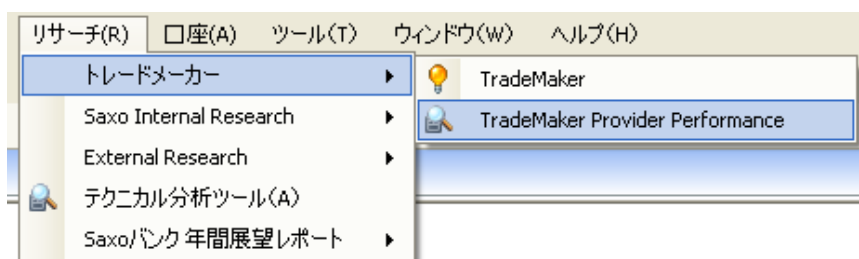 リサーチ(R) 口座(A) ツール(T) ウィンドウ(W) ヘルプ(H)
トレードメーカー
TradeMaker
Saxo Internal Research
TradeMaker Provider Performance
External Research
テクニカル分析ツール(A)
Saxoバンク 年間展望レポート